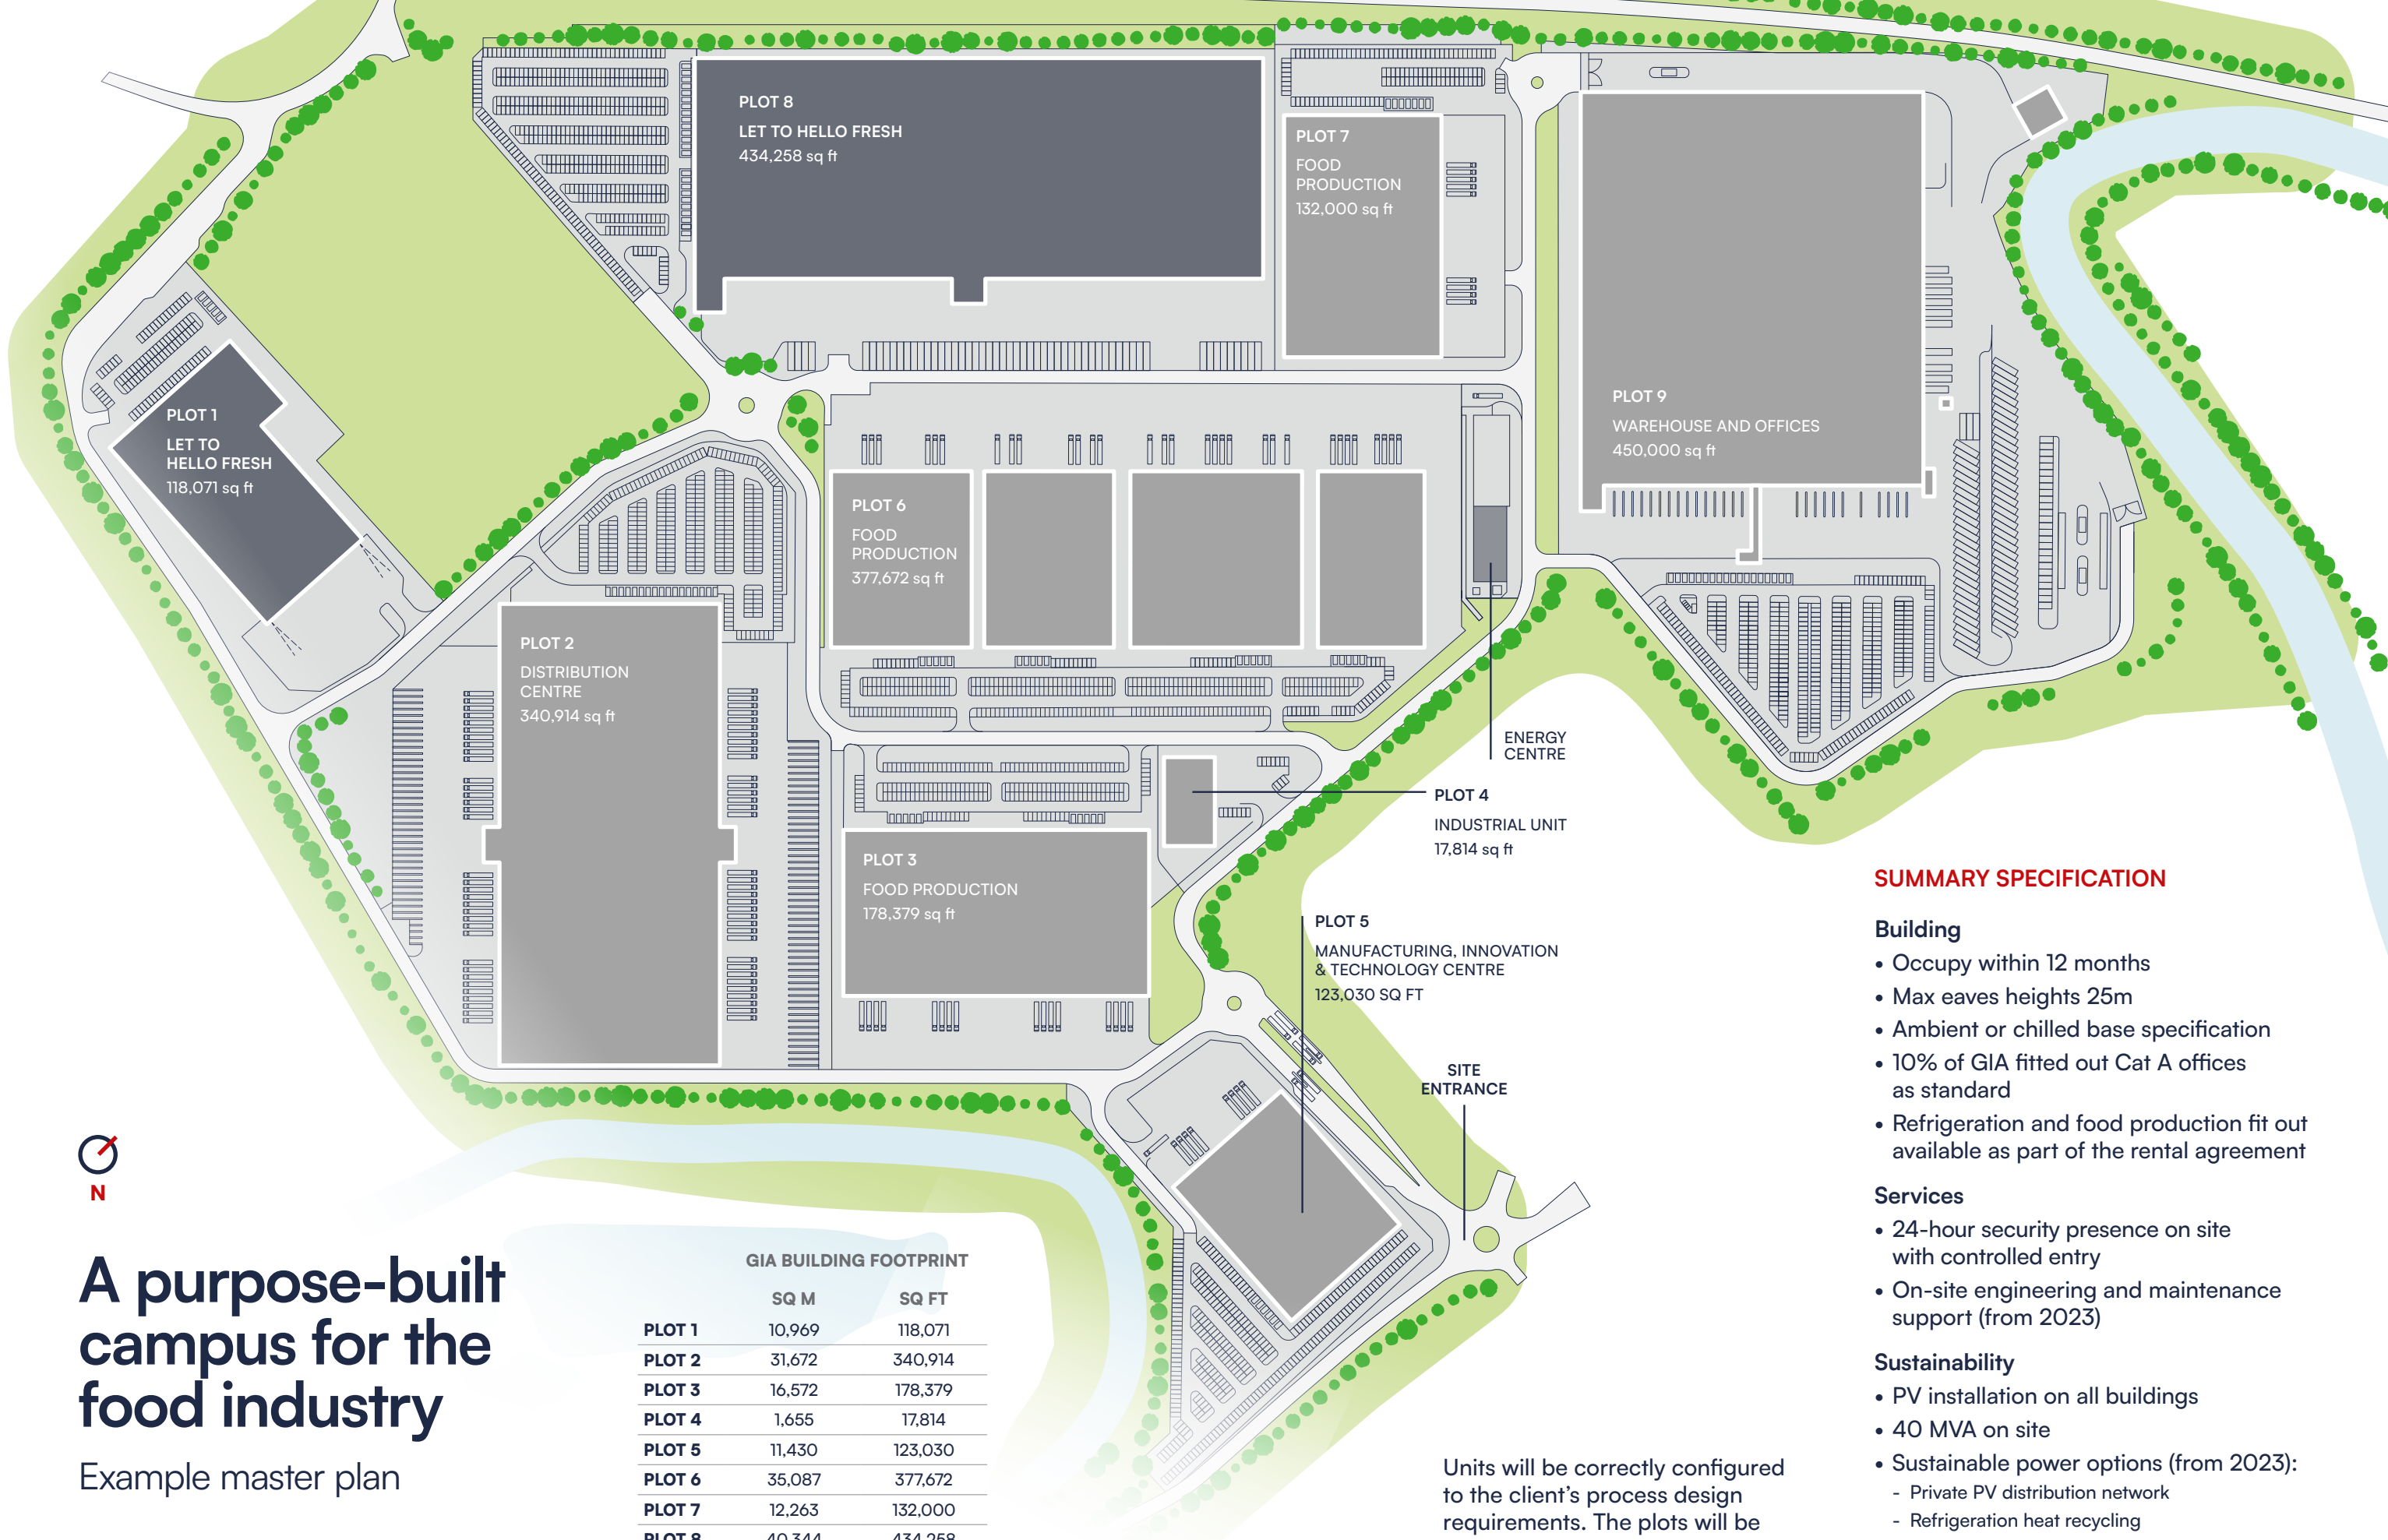 PLOT 8
LET TO HELLO FRESH
434,258 sq ft
PLOT 7
FOOD
PRODUCTION
132,000 sq ft
PLOT 9
WAREHOUSE AND OFFICES
450,000 sq ft
PLOT 1
LET TO
HELLO FRESH
118,071 sq ft
PLOT 6
FOOD
PRODUCTION
377,672 sq ft
PLOT 2
DISTRIBUTION
CENTRE
340,914 sq ft
ENERGY
CENTRE
PLOT 4
INDUSTRIAL UNIT
17,814 sq ft
PLOT 3
FOOD PRODUCTION
178,379 sq ft
PLOT 5
MANUFACTURING, INNOVATION
& TECHNOLOGY CENTRE
123,030 SQ FT
SITE
ENTRANCE
N
A purpose-built
campus for the
food industry
Example master plan
GIA BUILDING FOOTPRINT
SQ M SQ FT
PLOT 1 10,969 118,071
PLOT 2 31,672 340,914
PLOT 3 16,572 178,379
PLOT 4 1,655 17,814
PLOT 5 11,430 123,030
PLOT 6 35,087 377,672
PLOT 7 12,263 132,000
PLOT 8 40,344 434,258
Units will be correctly configured
to the client's process design
requirements. The plots will be
SUMMARY SPECIFICATION
Building
• Occupy within 12 months
• Max eaves heights 25m
• Ambient or chilled base specification
• 10% of GIA fitted out Cat A offices
as standard
• Refrigeration and food production fit out
available as part of the rental agreement
Services
• 24-hour security presence on site
with controlled entry
• On-site engineering and maintenance
support (from 2023)
Sustainability
• PV installation on all buildings
• 40 MVA on site
• Sustainable power options (from 2023):
- Private PV distribution network
- Refrigeration heat recycling